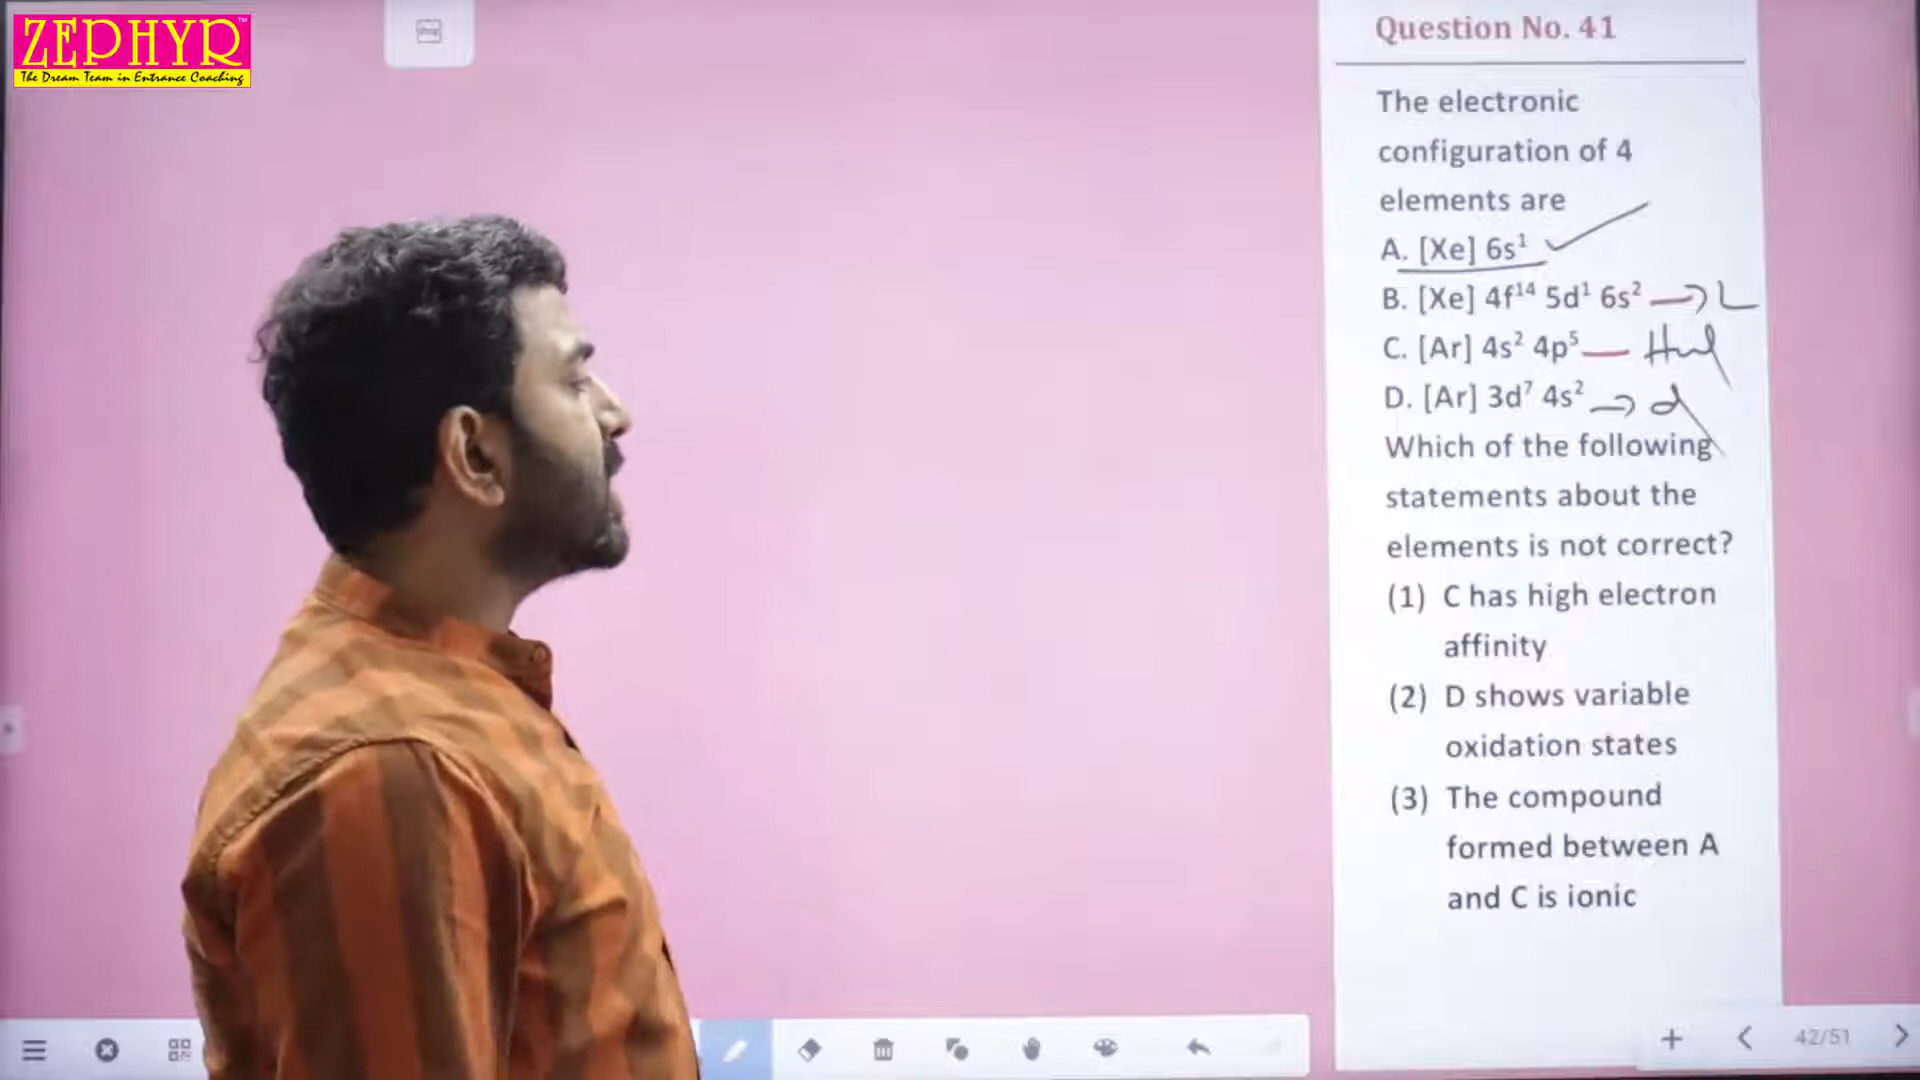 ZEPHYR™
The Dream Team in Entrance Coaching
Question No. 41
The electronic
configuration of 4
elements are
A. [Xe] 6s¹
B. [Xe] 4f¹⁴ 5d¹ 6s² → L
C. [Ar] 4s² 4p⁵ —
D. [Ar] 3d⁷ 4s² → d
Which of the following
statements about the
elements is not correct?
(1) C has high electron
affinity
(2) D shows variable
oxidation states
(3) The compound
formed between A
and C is ionic
42/51